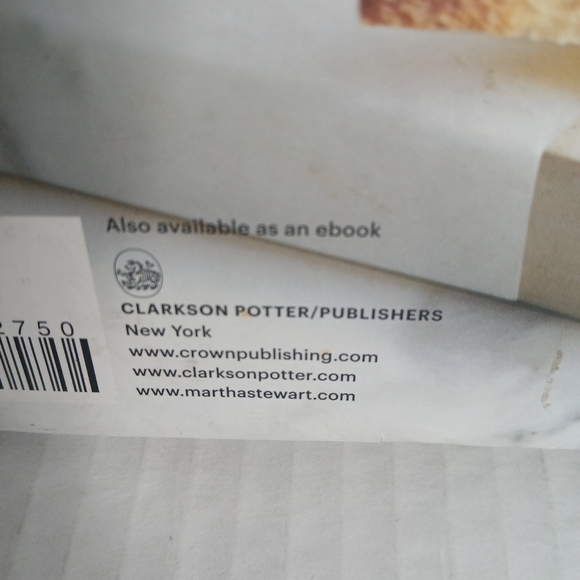 Also available as an ebook
CLARKSON POTTER/PUBLISHERS
New York
www.crownpublishing.com
www.clarksonpotter.com
www.marthastewart.com
2750